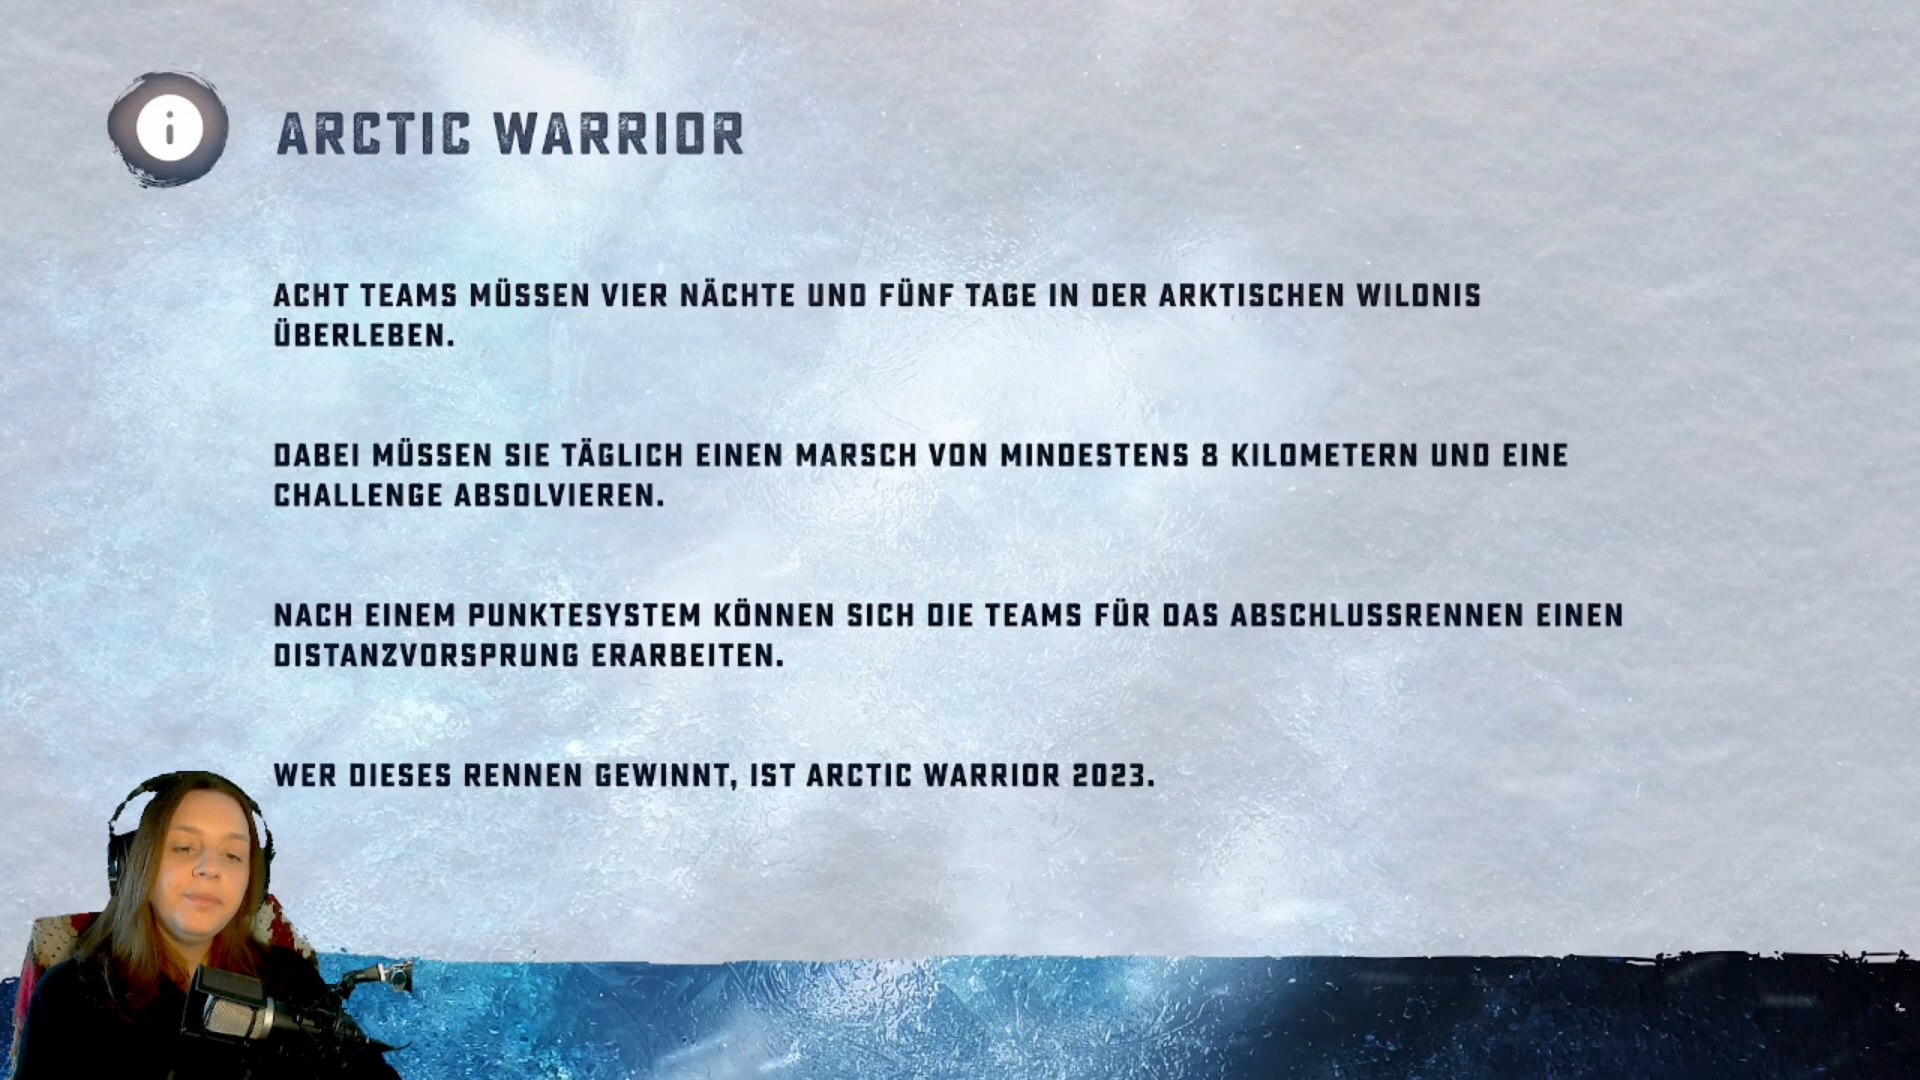 ARCTIC WARRIOR
ACHT TEAMS MÜSSEN VIER NÄCHTE UND FÜNF TAGE IN DER ARKTISCHEN WILDNIS
ÜBERLEBEN.
DABEI MÜSSEN SIE TÄGLICH EINEN MARSCH VON MINDESTENS 8 KILOMETERN UND EINE
CHALLENGE ABSOLVIEREN.
NACH EINEM PUNKTESYSTEM KÖNNEN SICH DIE TEAMS FÜR DAS ABSCHLUSSRENNEN EINEN
DISTANZVORSPRUNG ERARBEITEN.
WER DIESES RENNEN GEWINNT, IST ARCTIC WARRIOR 2023.